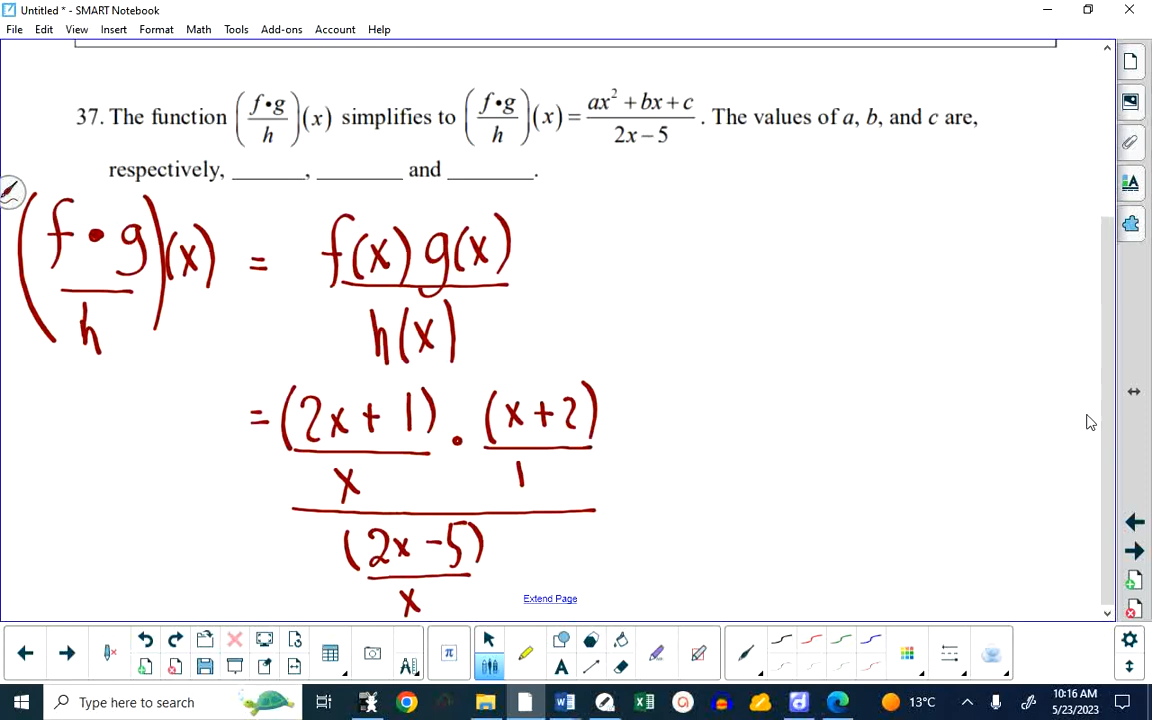 Untitled * - SMART Notebook
File Edit View Insert Format Math Tools Add-ons Account Help
37. The function (f•g/h)(x) simplifies to (f•g/h)(x) = ax² + bx + c / 2x – 5 . The values of a, b, and c are,
respectively, _______, ________ and ________.
(f • g / h)(x) = f(x) g(x) / h(x)
= (2x + 1) / x • (x + 2) / 1
(2x – 5) / x
Extend Page
Type here to search
13°C
10:16 AM
5/23/2023